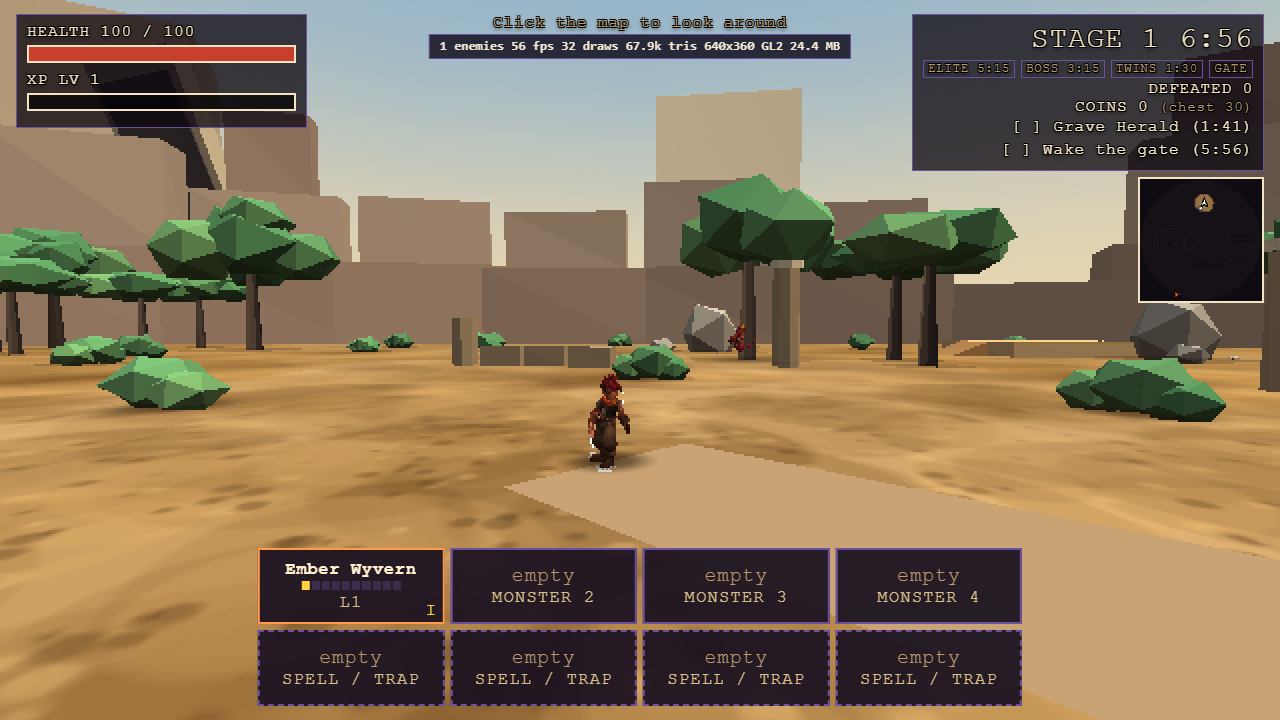 HEALTH 100 / 100
XP LV 1
Click the map to look around
1 enemies 56 fps 32 draws 67.9k tris 640x360 GL2 24.4 MB
STAGE 1 6:56
ELITE 5:15 BOSS 3:15 TWINS 1:30 GATE
DEFEATED 0
COINS 0 (chest 30)
[ ] Grave Herald (1:41)
[ ] Wake the gate (5:56)
Ember Wyvern
L1
I
empty
MONSTER 2
empty
MONSTER 3
empty
MONSTER 4
empty
SPELL / TRAP
empty
SPELL / TRAP
empty
SPELL / TRAP
empty
SPELL / TRAP